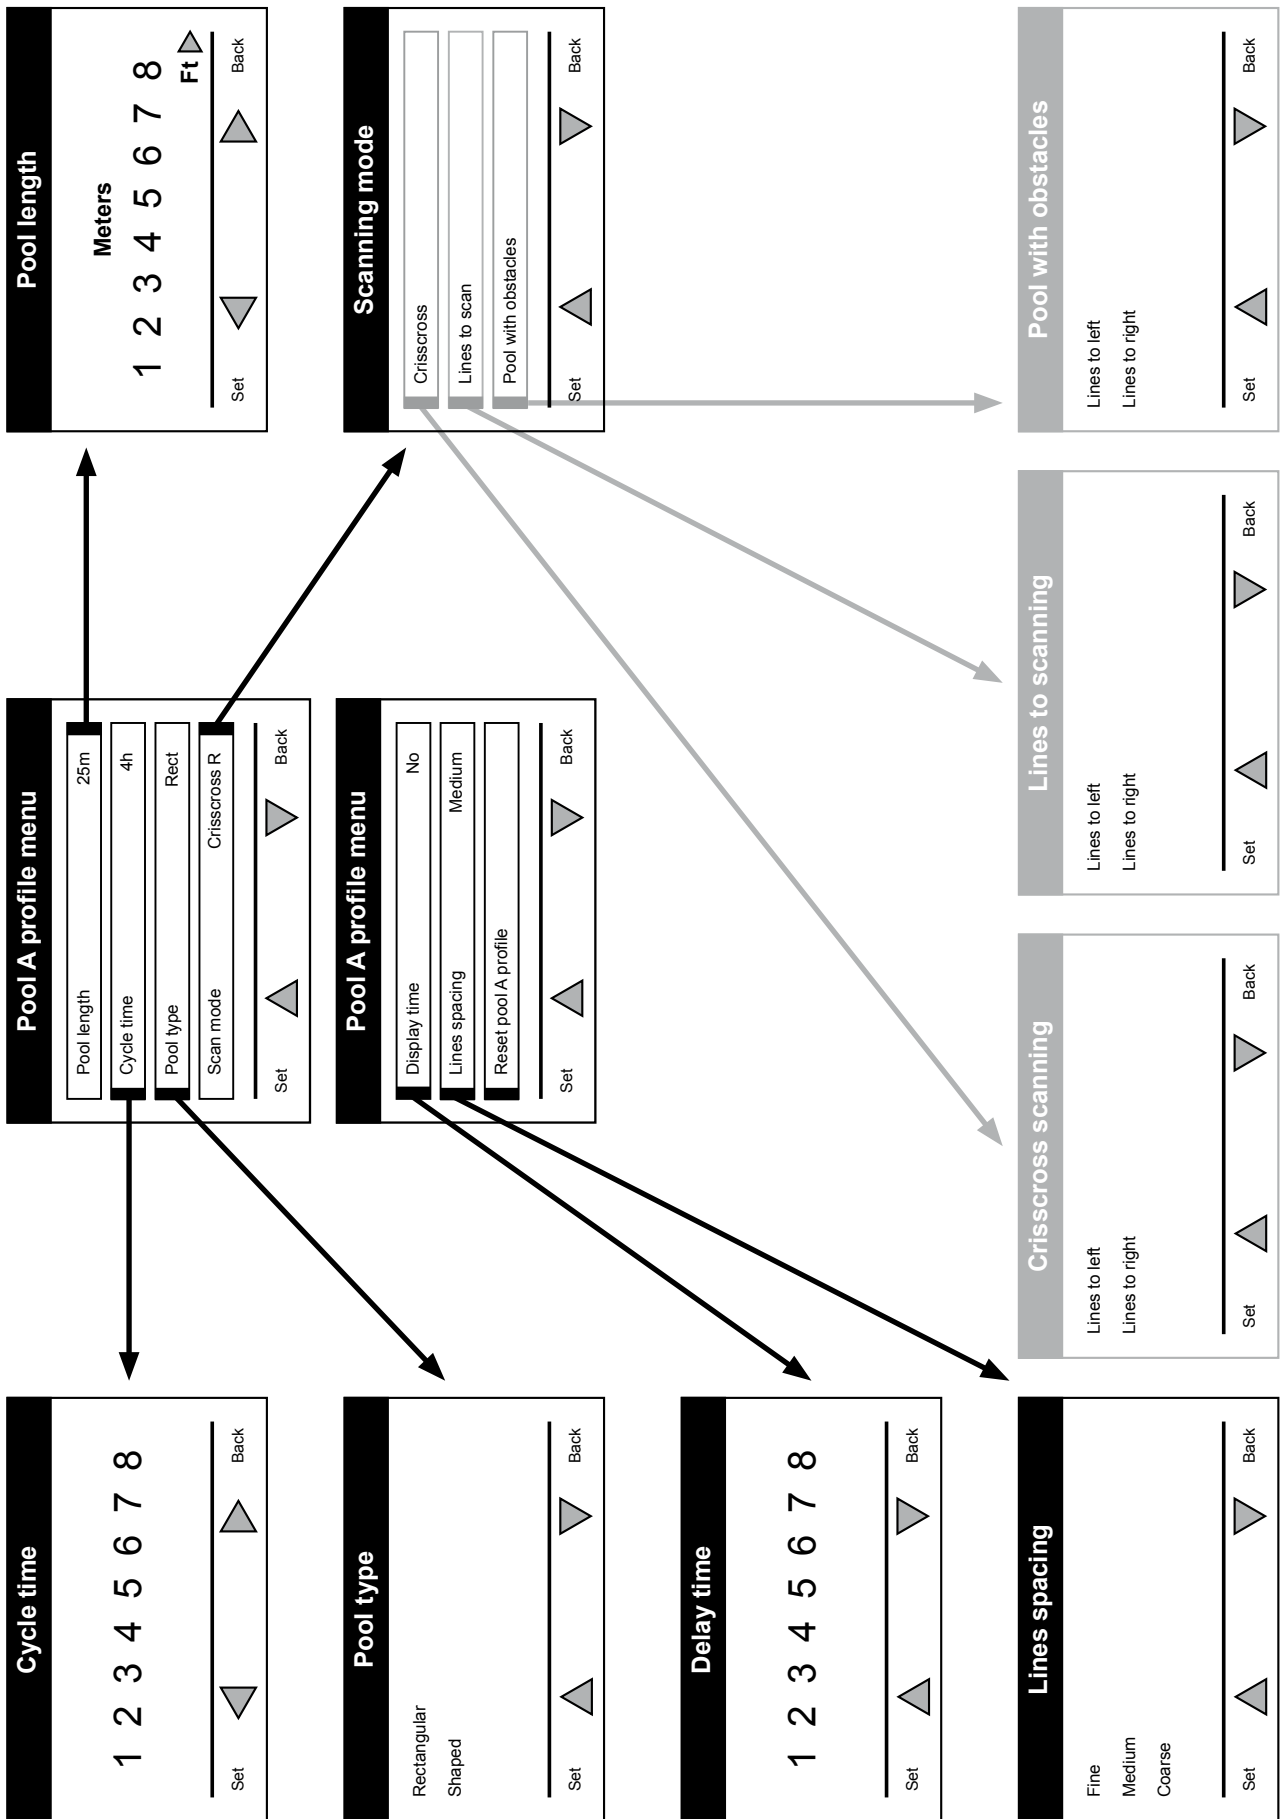 Cycle time
1 2 3 4 5 6 7 8
Set Back
Pool A profile menu
Pool length 25m
Cycle time 4h
Pool type Rect
Scan mode Crisscross R
Set Back
Pool length
Meters
1 2 3 4 5 6 7 8
Ft
Set Back
Pool type
Rectangular
Shaped
Set Back
Pool A profile menu
Display time No
Lines spacing Medium
Reset pool A profile
Set Back
Scanning mode
Crisscross
Lines to scan
Pool with obstacles
Set Back
Delay time
1 2 3 4 5 6 7 8
Set Back
Lines spacing
Fine
Medium
Coarse
Set Back
Crisscross scanning
Lines to left
Lines to right
Set Back
Lines to scanning
Lines to left
Lines to right
Set Back
Pool with obstacles
Lines to left
Lines to right
Set Back